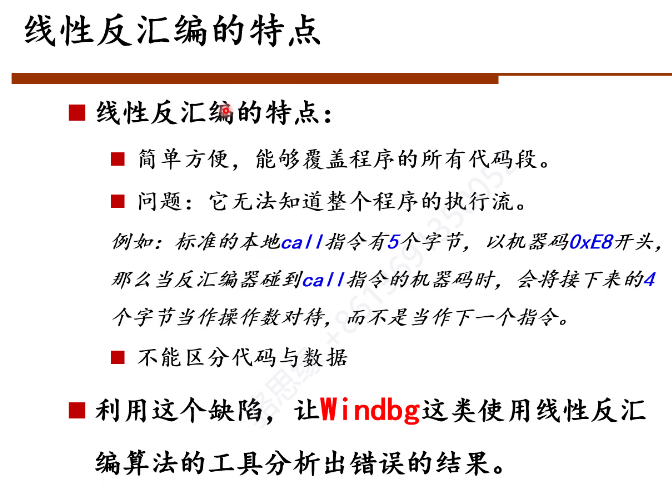 线性反汇编的特点
线性反汇编的特点：
简单方便，能够覆盖程序的所有代码段。
问题：它无法知道整个程序的执行流。
例如：标准的本地call指令有5个字节，以机器码0xE8开头，
那么当反汇编器碰到call指令的机器码时，会将接下来的4
个字节当作操作数对待，而不是当作下一个指令。
不能区分代码与数据
利用这个缺陷，让Windbg这类使用线性反汇
编算法的工具分析出错误的结果。